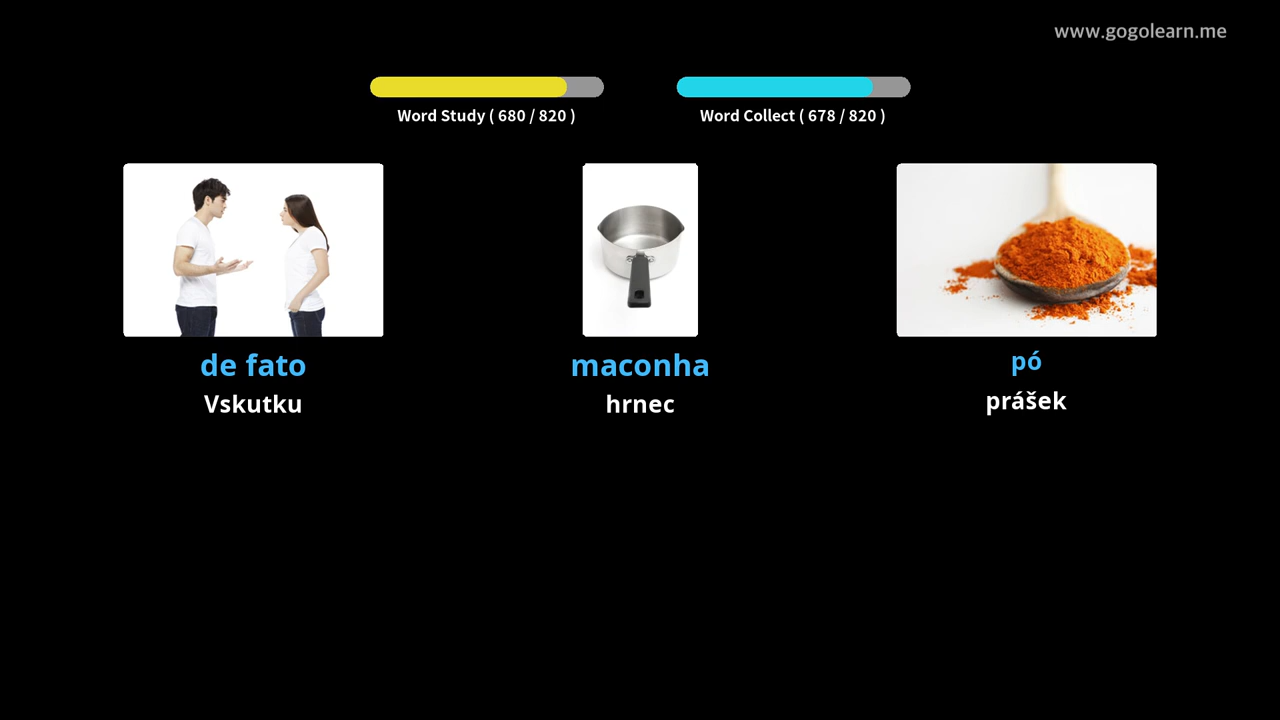 www.gogolearn.me
Word Study ( 680 / 820 )
Word Collect ( 678 / 820 )
de fato
Vskutku
maconha
hrnec
pó
prášek